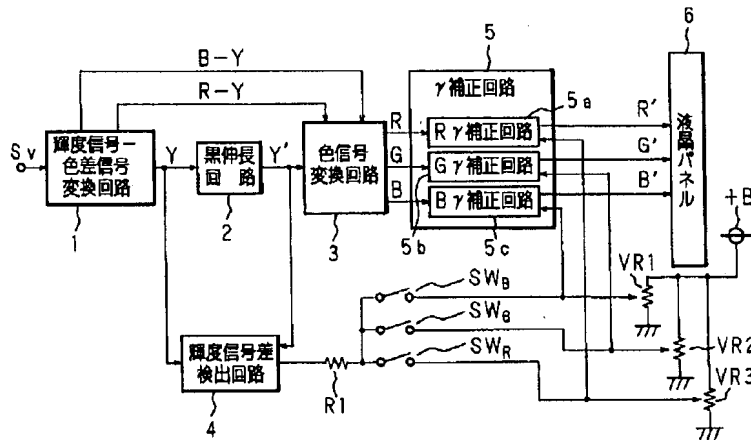 B-Y
R-Y
Sv
輝度信号－
色差信号
変換回路
1
Y
黒伸長
回路
2
Y'
色信号
変換回路
3
R
G
B
5
γ補正回路
5a
Rγ補正回路
Gγ補正回路
Bγ補正回路
5b
5c
R'
G'
B'
6
液晶パネル
+B
輝度信号差
検出回路
4
R1
SWB
SWG
SWR
VR1
VR2
VR3